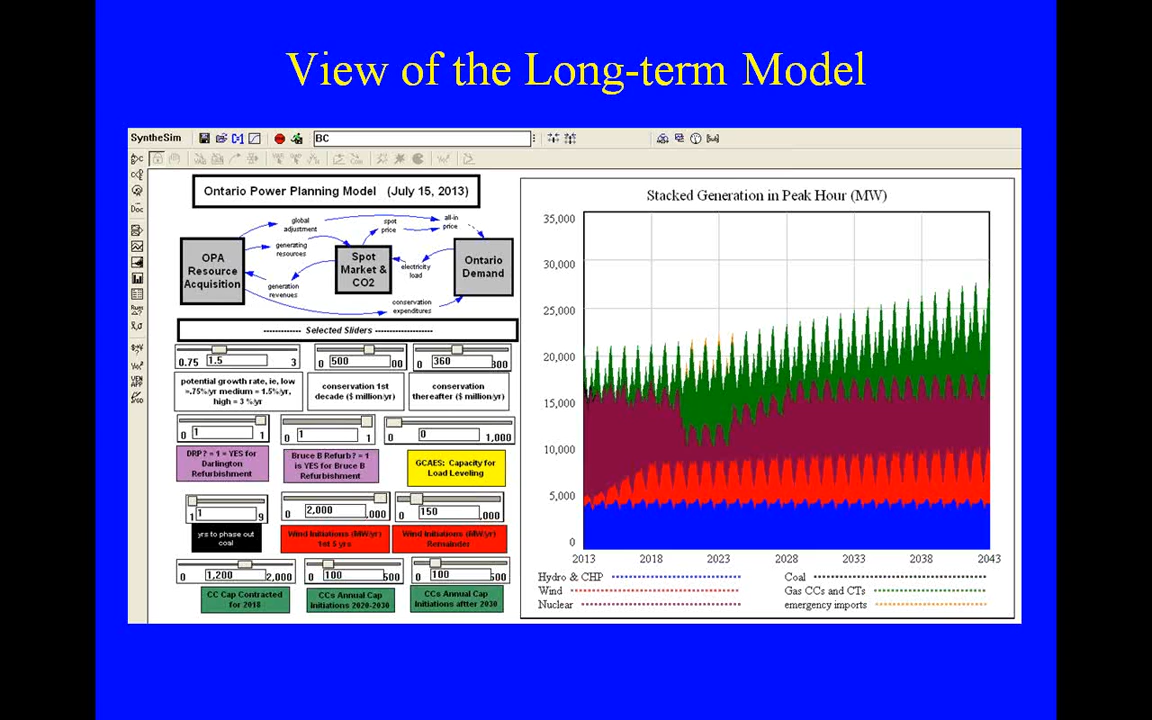 View of the Long-term Model
SyntheSim
BC
Doc
Ontario Power Planning Model (July 15, 2013)
global
adjustment
spot
price
all-in
price
generating
resources
OPA
Resource
Acquisition
Spot
Market &
CO2
Ontario
Demand
electricity
load
generation
revenues
conservation
expenditures
Selected Sliders
0.75 1.5 3
0 500 00
0 360 800
potential growth rate, ie, low
=.75%/yr medium = 1.5%/yr,
high = 3 %/yr
conservation 1st
decade ($ million/yr)
conservation
thereafter ($ million/yr)
0 1 1
0 1 1
0 0 1,000
DRP? = 1 = YES for
Darlington
Refurbishment
Bruce B Refurb? = 1
is YES for Bruce B
Refurbishment
GCAES: Capacity for
Load Leveling
1 1 9
0 2,000 ,000
0 150 ,000
yrs to phase out
coal
Wind Initiations (MW/yr)
1st 5 yrs
Wind Initiations (MW/yr)
Remainder
0 1,200 2,000
0 100 500
0 100 500
CC Cap Contracted
for 2018
CCs Annual Cap
Initiations 2020-2030
CCs Annual Cap
Initiations after 2030
Stacked Generation in Peak Hour (MW)
35,000
30,000
25,000
20,000
15,000
10,000
5,000
0
2013 2018 2023 2028 2033 2038 2043
Hydro & CHP
Wind
Nuclear
Coal
Gas CCs and CTs
emergency imports